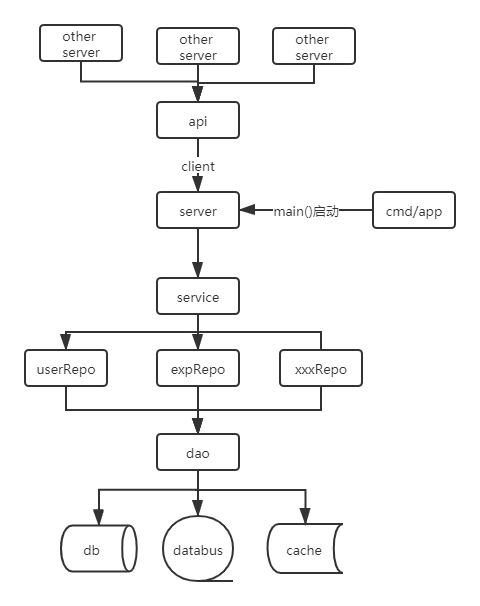 other
server
other
server
other
server
api
client
server
main()启动
cmd/app
service
userRepo
expRepo
xxxRepo
dao
db
databus
cache